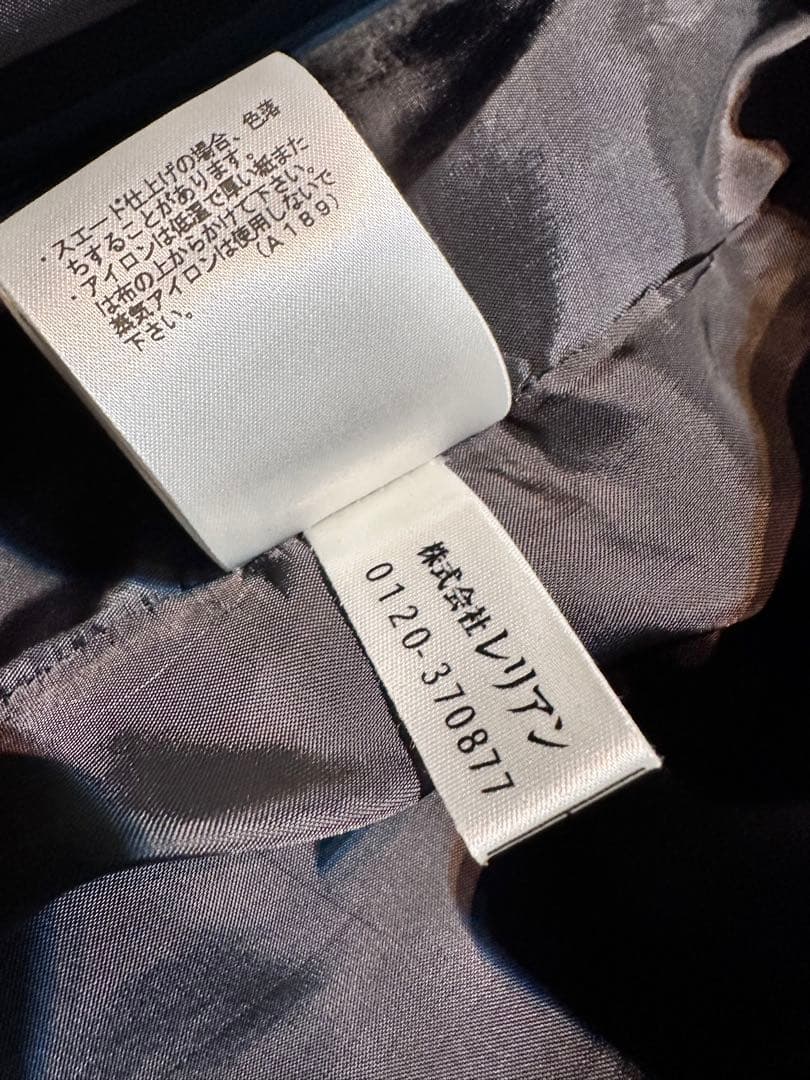 ・スエード仕上げの場合、色落
ちすることがあります。
・アイロンは低温で厚い紙また
は布の上からかけて下さい。
蒸気アイロンは使用しないで
下さい。
(A189)
株式会社レリアン
0120-370877